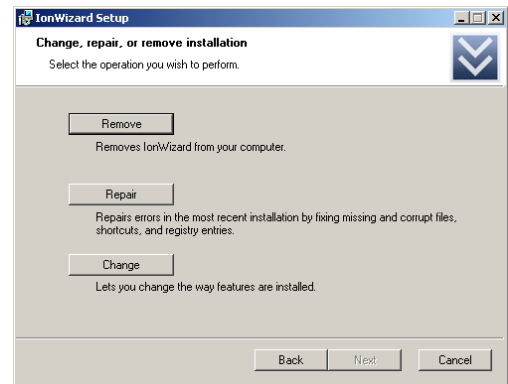 IonWizard Setup
Change, repair, or remove installation
Select the operation you wish to perform.
Remove
Removes IonWizard from your computer.
Repair
Repairs errors in the most recent installation by fixing missing and corrupt files,
shortcuts, and registry entries.
Change
Lets you change the way features are installed.
Back Next Cancel